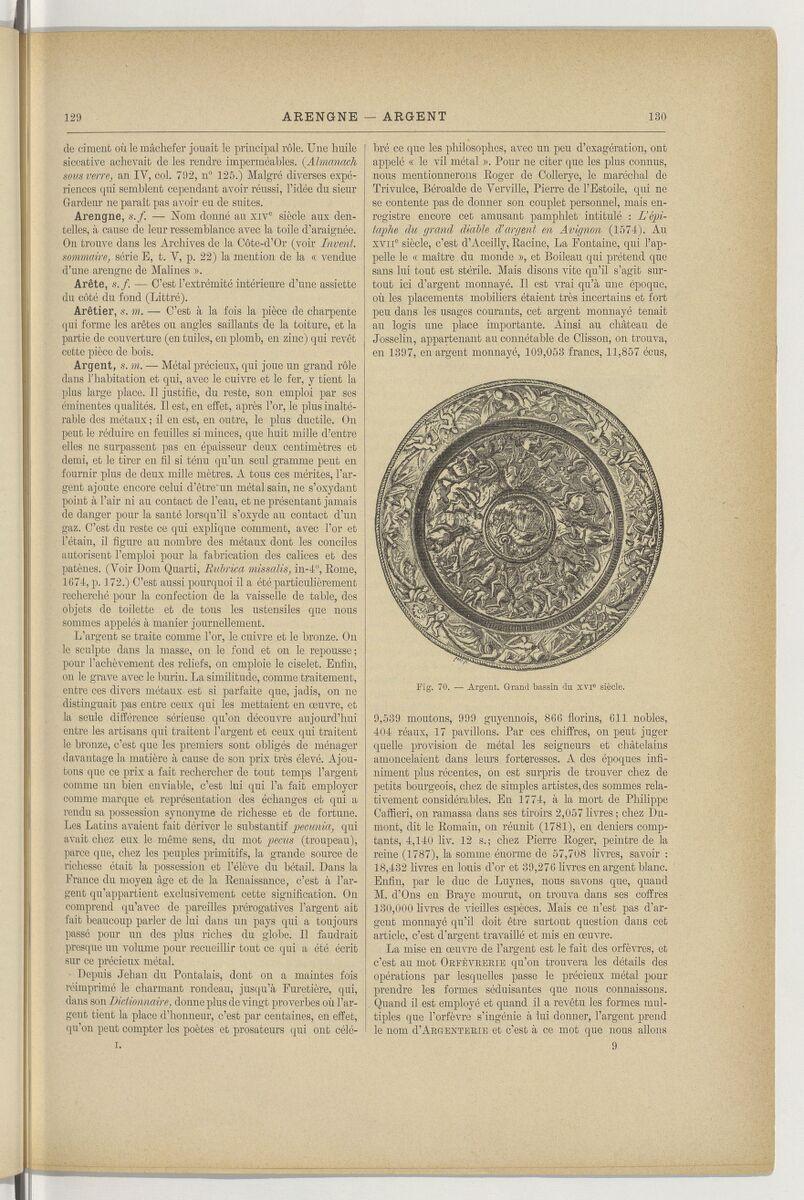 129
ARENGNE — ARGENT
130
de ciment où le mâchefer jouait le principal rôle. Une huile
siccative achevait de les rendre imperméables. (Almanach
sous verre, an IV, col. 792, n° 125.) Malgré diverses expé-
riences qui semblent cependant avoir réussi, l'idée du sieur
Gardeur ne paraît pas avoir eu de suites.
Arengne, s. f. — Nom donné au XIVe siècle aux den-
telles, à cause de leur ressemblance avec la toile d'araignée.
On trouve dans les Archives de la Côte-d'Or (voir Invent.
sommaire, série E, t. V, p. 22) la mention de la « vendue
d'une arengne de Malines ».
Arête, s. f. — C'est l'extrémité intérieure d'une assiette
du côté du fond (Littré).
Arêtier, s. m. — C'est à la fois la pièce de charpente
qui forme les arêtes ou angles saillants de la toiture, et la
partie de couverture (en tuiles, en plomb, en zinc) qui revêt
cette pièce de bois.
Argent, s. m. — Métal précieux, qui joue un grand rôle
dans l'habitation et qui, avec le cuivre et le fer, y tient la
plus large place. Il justifie, du reste, son emploi par ses
éminentes qualités. Il est, en effet, après l'or, le plus inalté-
rable des métaux ; il en est, en outre, le plus ductile. On
peut le réduire en feuilles si minces, que huit mille d'entre
elles ne surpassent pas en épaisseur deux centimètres et
demi, et le tirer en fil si ténu qu'un seul gramme peut en
fournir plus de deux mille mètres. A tous ces mérites, l'ar-
gent ajoute encore celui d'être un métal sain, ne s'oxydant
point à l'air ni au contact de l'eau, et ne présentant jamais
de danger pour la santé lorsqu'il s'oxyde au contact d'un
gaz. C'est du reste ce qui explique comment, avec l'or et
l'étain, il figure au nombre des métaux dont les conciles
autorisent l'emploi pour la fabrication des calices et des
patènes. (Voir Dom Quarti, Rubrica missalis, in-4°, Rome,
1674, p. 172.) C'est aussi pourquoi il a été particulièrement
recherché pour la confection de la vaisselle de table, des
objets de toilette et de tous les ustensiles que nous
sommes appelés à manier journellement.
L'argent se traite comme l'or, le cuivre et le bronze. On
le sculpte dans la masse, on le fond et on le repousse ;
pour l'achèvement des reliefs, on emploie le ciselet. Enfin,
on le grave avec le burin. La similitude, comme traitement,
entre ces divers métaux est si parfaite que, jadis, on ne
distinguait pas entre ceux qui les mettaient en œuvre, et
la seule différence sérieuse qu'on découvre aujourd'hui
entre les artisans qui traitent l'argent et ceux qui traitent
le bronze, c'est que les premiers sont obligés de ménager
davantage la matière à cause de son prix très élevé. Ajou-
tons que ce prix a fait rechercher de tout temps l'argent
comme un bien enviable, c'est lui qui l'a fait employer
comme marque et représentation des échanges et qui a
rendu sa possession synonyme de richesse et de fortune.
Les Latins avaient fait dériver le substantif pecunia, qui
avait chez eux le même sens, du mot pecus (troupeau),
parce que, chez les peuples primitifs, la grande source de
richesse était la possession et l'élève du bétail. Dans la
France du moyen âge et de la Renaissance, c'est à l'ar-
gent qu'appartient exclusivement cette signification. On
comprend qu'avec de pareilles prérogatives l'argent ait
fait beaucoup parler de lui dans un pays qui a toujours
passé pour un des plus riches du globe. Il faudrait
presque un volume pour recueillir tout ce qui a été écrit
sur ce précieux métal.
Depuis Jehan du Pontalais, dont on a maintes fois
réimprimé le charmant rondeau, jusqu'à Furetière, qui,
dans son Dictionnaire, donne plus de vingt proverbes où l'ar-
gent tient la place d'honneur, c'est par centaines, en effet,
qu'on peut compter les poètes et prosateurs qui ont célé-
I.
bré ce que les philosophes, avec un peu d'exagération, ont
appelé « le vil métal ». Pour ne citer que les plus connus,
nous mentionnerons Roger de Collerye, le maréchal de
Trivulce, Béroalde de Verville, Pierre de l'Estoile, qui ne
se contente pas de donner son couplet personnel, mais en-
registre encore cet amusant pamphlet intitulé : L'épi-
taphe du grand diable d'argent en Avignon (1574). Au
XVIIe siècle, c'est d'Aceilly, Racine, La Fontaine, qui l'ap-
pelle le « maître du monde », et Boileau qui prétend que
sans lui tout est stérile. Mais disons vite qu'il s'agit sur-
tout ici d'argent monnayé. Il est vrai qu'à une époque,
où les placements mobiliers étaient très incertains et fort
peu dans les usages courants, cet argent monnayé tenait
au logis une place importante. Ainsi au château de
Josselin, appartenant au connétable de Clisson, on trouva,
en 1397, en argent monnayé, 109,053 francs, 11,857 écus,
Fig. 70. — Argent. Grand bassin du XVIe siècle.
9,539 moutons, 999 guyennois, 866 florins, 611 nobles,
404 réaux, 17 pavillons. Par ces chiffres, on peut juger
quelle provision de métal les seigneurs et châtelains
amoncelaient dans leurs forteresses. A des époques infi-
niment plus récentes, on est surpris de trouver chez de
petits bourgeois, chez de simples artistes, des sommes rela-
tivement considérables. En 1774, à la mort de Philippe
Caffieri, on ramassa dans ses tiroirs 2,057 livres ; chez Du-
mont, dit le Romain, on réunit (1781), en deniers comp-
tants, 4,140 liv. 12 s.; chez Pierre Roger, peintre de la
reine (1787), la somme énorme de 57,708 livres, savoir :
18,432 livres en louis d'or et 39,276 livres en argent blanc.
Enfin, par le duc de Luynes, nous savons que, quand
M. d'Ons en Braye mourut, on trouva dans ses coffres
130,000 livres de vieilles espèces. Mais ce n'est pas d'ar-
gent monnayé qu'il doit être surtout question dans cet
article, c'est d'argent travaillé et mis en œuvre.
La mise en œuvre de l'argent est le fait des orfèvres, et
c'est au mot ORFÈVRERIE qu'on trouvera les détails des
opérations par lesquelles passe le précieux métal pour
prendre les formes séduisantes que nous connaissons.
Quand il est employé et quand il a revêtu les formes mul-
tiples que l'orfèvre s'ingénie à lui donner, l'argent prend
le nom d'ARGENTERIE et c'est à ce mot que nous allons
9